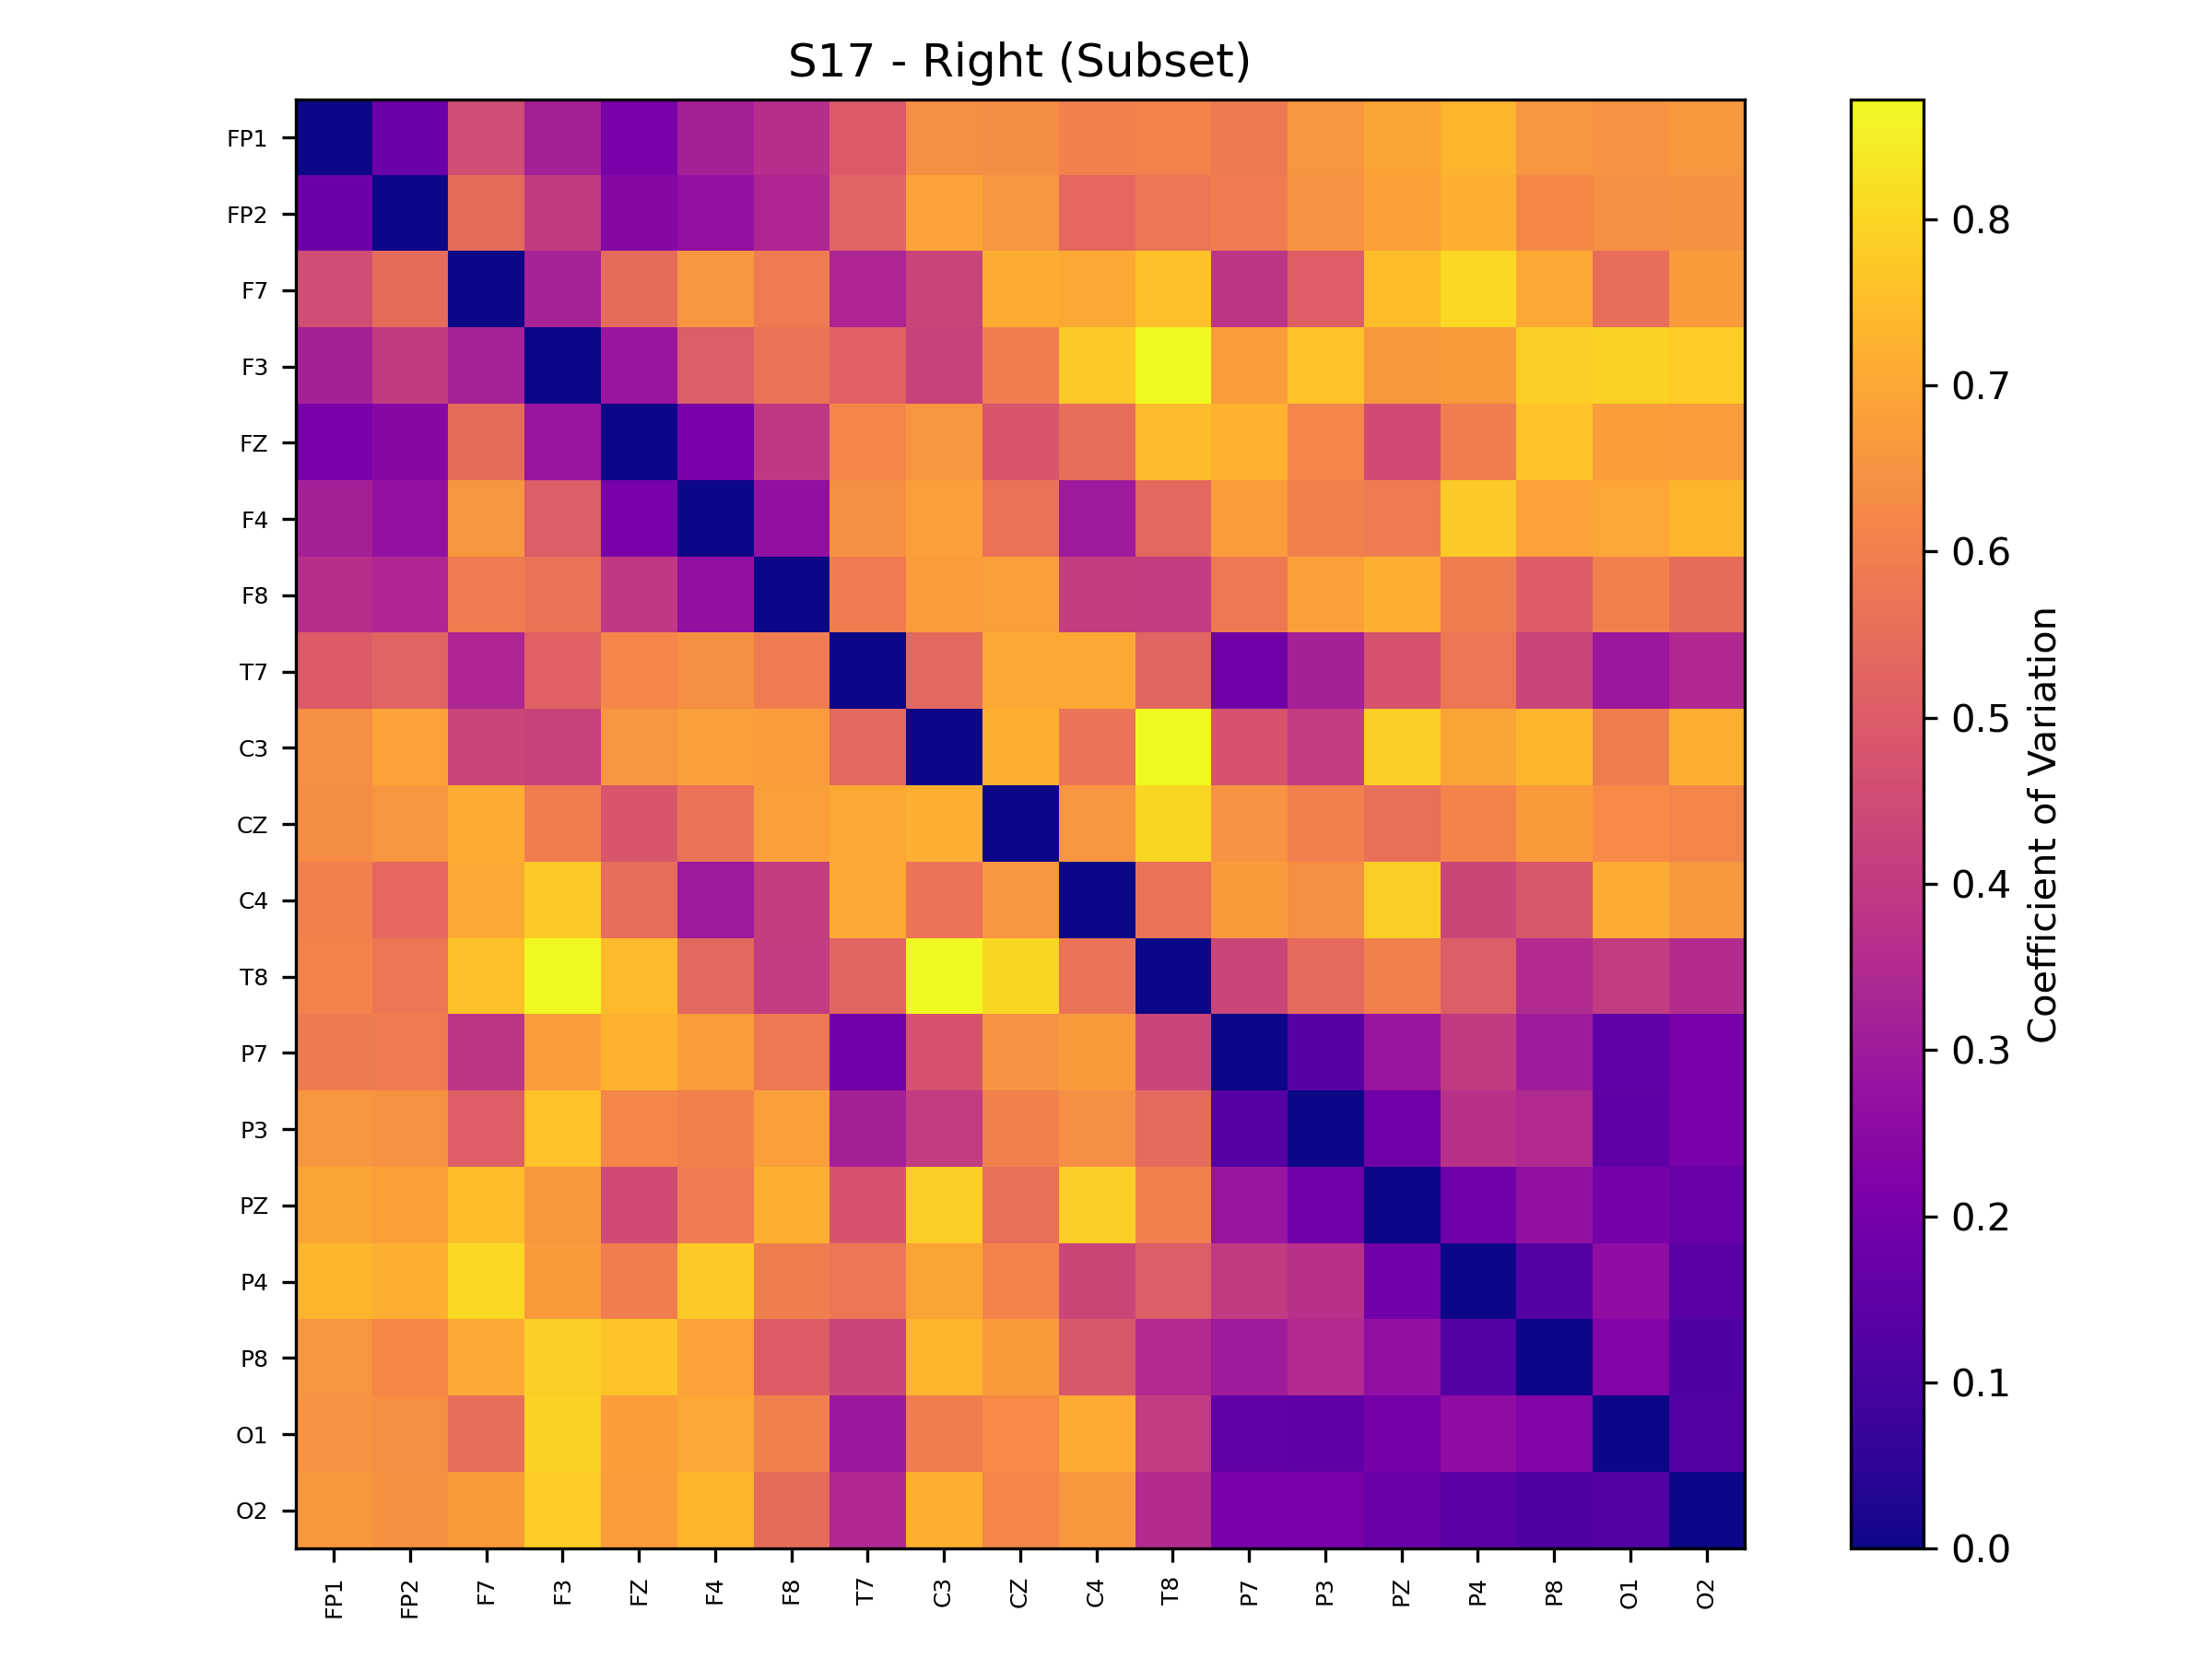 S17 - Right (Subset)
FP1
FP2
F7
F3
FZ
F4
F8
T7
C3
CZ
C4
T8
P7
P3
PZ
P4
P8
O1
O2
FP1 FP2 F7 F3 FZ F4 F8 T7 C3 CZ C4 T8 P7 P3 PZ P4 P8 O1 O2
0.8
0.7
0.6
0.5
0.4
0.3
0.2
0.1
0.0
Coefficient of Variation